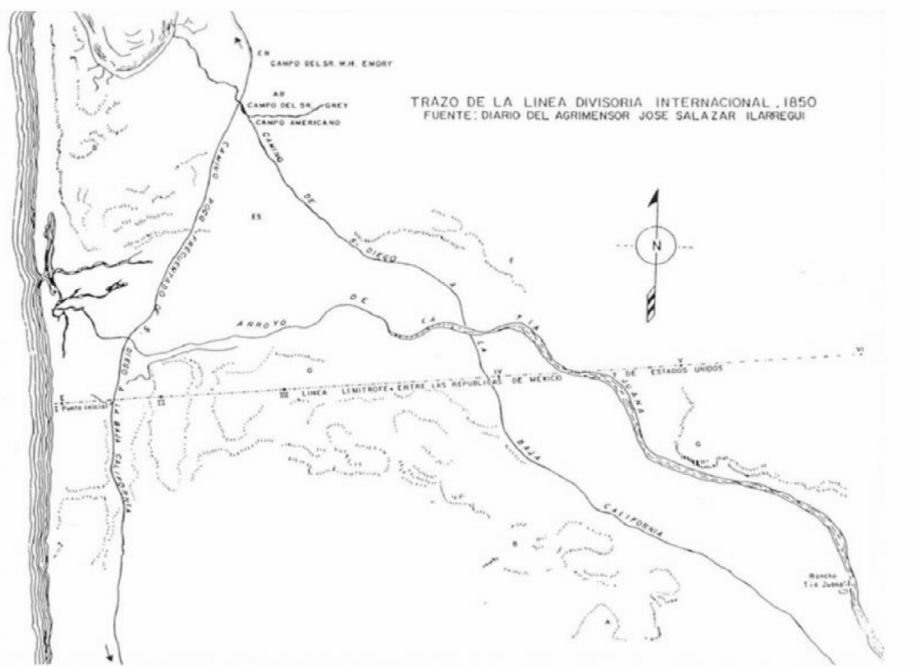 EN
CAMPO DEL SR. W.H. EMORY
AB
CAMPO DEL SR. GREY
CAMPO AMERICANO
TRAZO DE LA LINEA DIVISORIA INTERNACIONAL . 1850
FUENTE: DIARIO DEL AGRIMENSOR JOSE SALAZAR ILARREGUI
N
CAMINO DE S. DIEGO A LA BAJA CALIFORNIA
CAMINO POCO FRECUENTADO DE S. DIEGO A LA BAJA CALIFORNIA
ES
F
ARROYO DE LA TIA JUANA
VI
V
IV
LINEA LIMITROFE ENTRE LAS REPUBLICAS DE MEXICO Y DE ESTADOS UNIDOS
III
II
E
I Punto Inicial
G
B
A
Rancho
Tia Juana